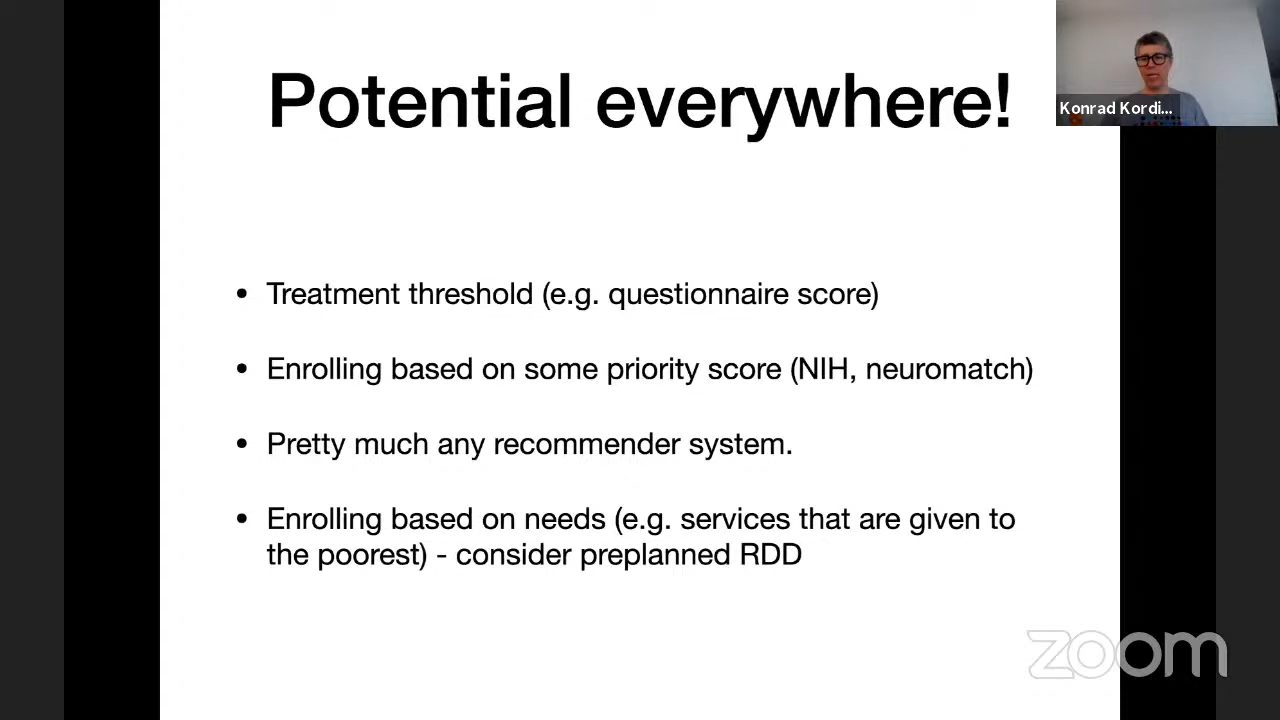 Potential everywhere!
Konrad Kordi...
• Treatment threshold (e.g. questionnaire score)
• Enrolling based on some priority score (NIH, neuromatch)
• Pretty much any recommender system.
• Enrolling based on needs (e.g. services that are given to
the poorest) - consider preplanned RDD
zoom